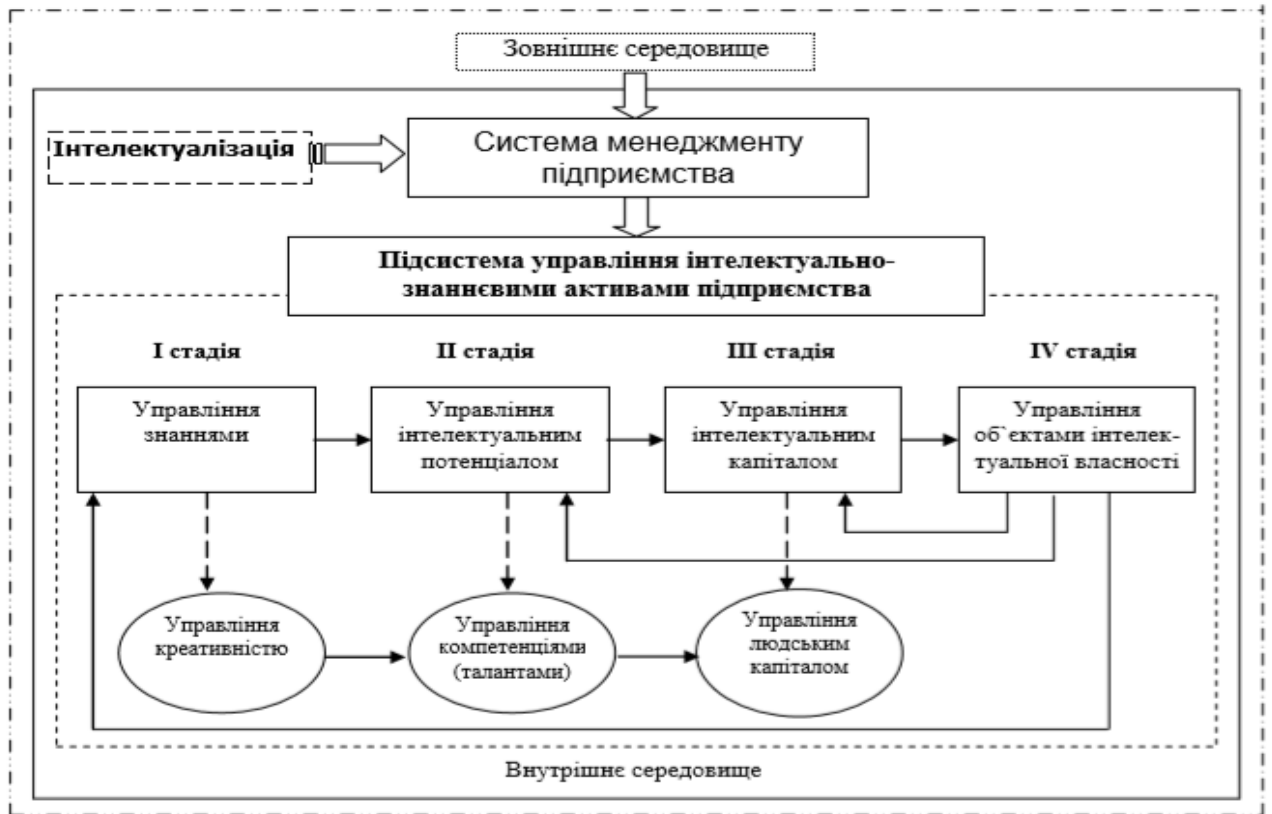 Зовнішнє середовище
Інтелектуалізація
Система менеджменту
підприємства
Підсистема управління інтелектуально-
знаннєвими активами підприємства
I стадія
II стадія
III стадія
IV стадія
Управління
знаннями
Управління
інтелектуальним
потенціалом
Управління
інтелектуальним
капіталом
Управління
об`єктами інтелек-
туальної власності
Управління
креативністю
Управління
компетенціями
(талантами)
Управління
людським
капіталом
Внутрішнє середовище